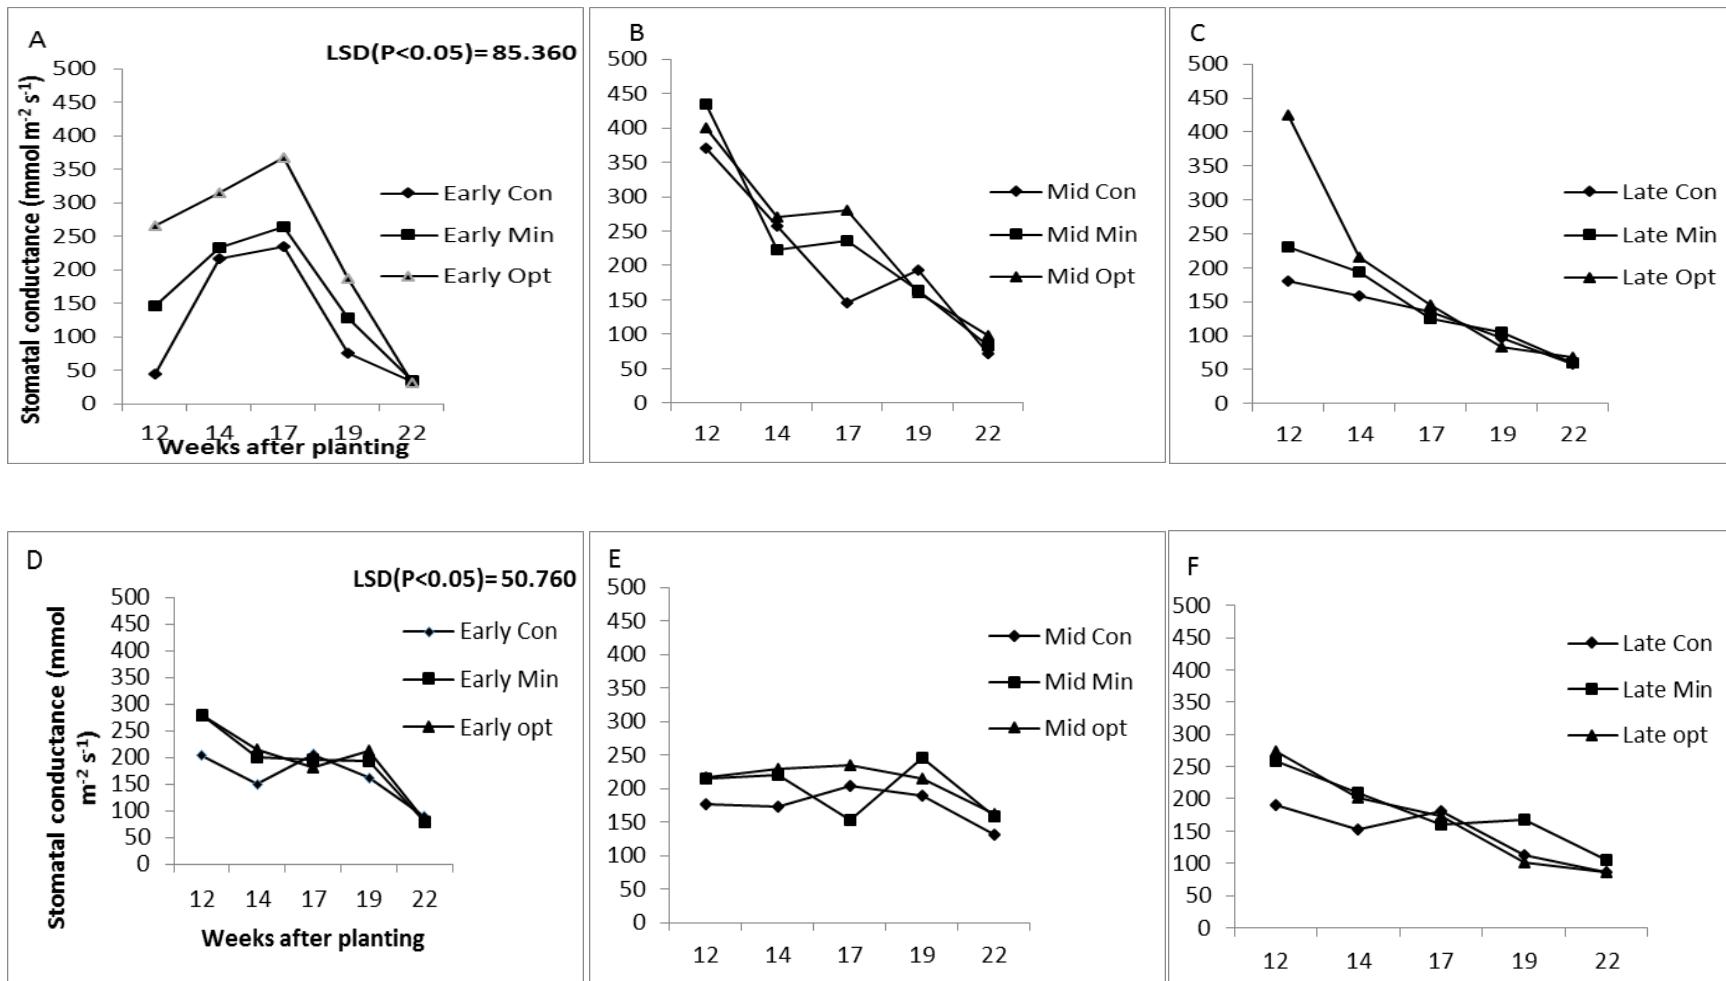 A
LSD(P<0.05)= 85.360
Stomatal conductance (mmol m-2 s-1)
500
450
400
350
300
250
200
150
100
50
0
12 14 17 19 22
Weeks after planting
Early Con
Early Min
Early Opt
B
500
450
400
350
300
250
200
150
100
50
0
12 14 17 19 22
Mid Con
Mid Min
Mid Opt
C
500
450
400
350
300
250
200
150
100
50
0
12 14 17 19 22
Late Con
Late Min
Late Opt
D
LSD(P<0.05)= 50.760
Stomatal conductance (mmol
m-2 s-1)
500
450
400
350
300
250
200
150
100
50
0
12 14 17 19 22
Weeks after planting
Early Con
Early Min
Early opt
E
500
450
400
350
300
250
200
150
100
50
0
12 14 17 19 22
Mid Con
Mid Min
Mid opt
F
500
450
400
350
300
250
200
150
100
50
0
12 14 17 19 22
Late Con
Late Min
Late opt